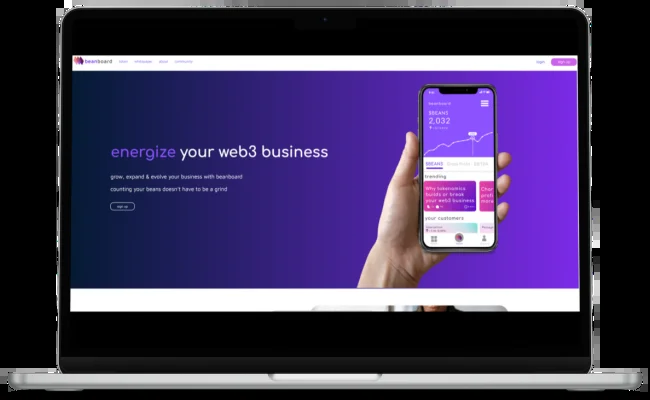 beanboard
about
community
login
sign up
energize your web3 business
grow, expand & evolve your business with beanboard
counting your beans doesn't have to be a grind
sign up
beanboard
$BEANS
2,032
$BEANS
trending
Why tokenomics
builds or break
your web3 business
your customers